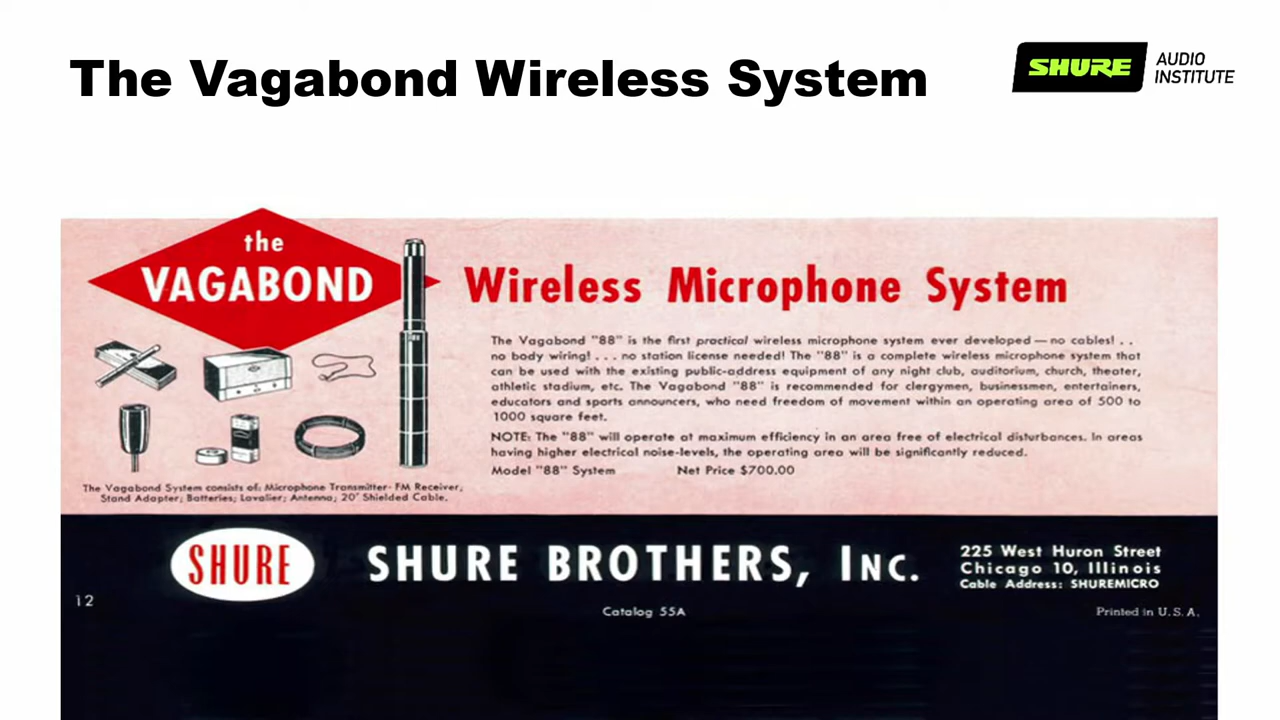 The Vagabond Wireless System
SHURE
AUDIO
INSTITUTE
the
VAGABOND
Wireless Microphone System
The Vagabond "88" is the first practical wireless microphone system ever developed — no cables! . .
no body wiring! . . . no station license needed! The "88" is a complete wireless microphone system that
can be used with the existing public-address equipment of any night club, auditorium, church, theater,
athletic stadium, etc. The Vagabond "88" is recommended for clergymen, businessmen, entertainers,
educators and sports announcers, who need freedom of movement within an operating area of 500 to
1000 square feet.
NOTE: The "88" will operate at maximum efficiency in an area free of electrical disturbances. In areas
having higher electrical noise-levels, the operating area will be significantly reduced.
Model "88" System Net Price $700.00
The Vagabond System consists of: Microphone Transmitter- FM Receiver,
Stand Adapter; Batteries; Lavalier; Antenna; 20" Shielded Cable.
SHURE
SHURE BROTHERS, INC.
225 West Huron Street
Chicago 10, Illinois
Cable Address: SHUREMICRO
12
Catalog 55A
Printed in U.S.A.